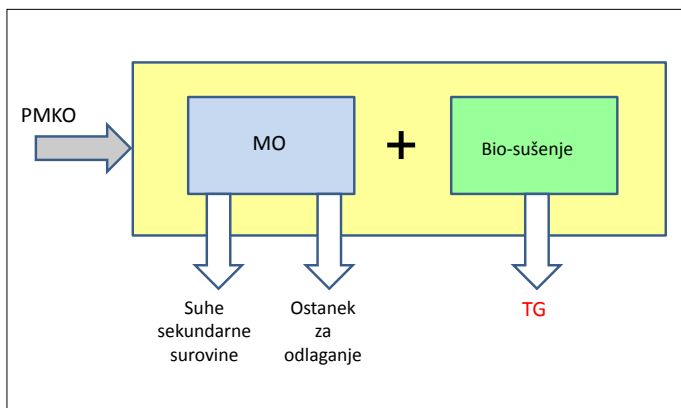 PMKO
MO
+
Bio-sušenje
Suhe
sekundarne
surovine
Ostanek
za
odlaganje
TG